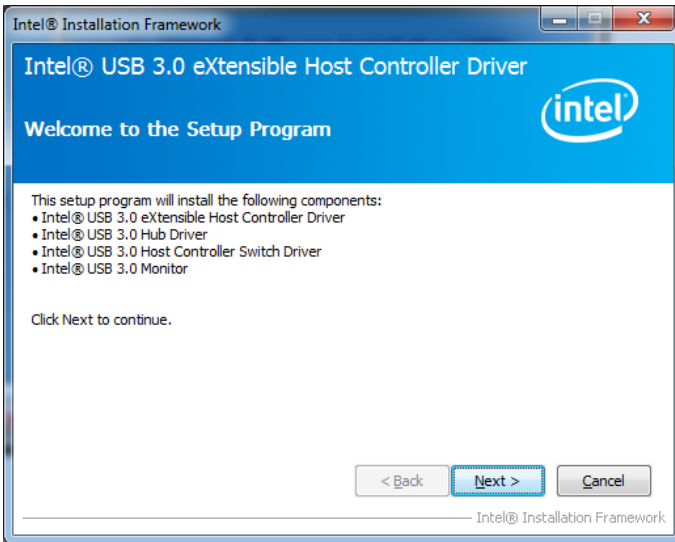 Intel® Installation Framework
Intel® USB 3.0 eXtensible Host Controller Driver
intel
Welcome to the Setup Program
This setup program will install the following components:
• Intel® USB 3.0 eXtensible Host Controller Driver
• Intel® USB 3.0 Hub Driver
• Intel® USB 3.0 Host Controller Switch Driver
• Intel® USB 3.0 Monitor
Click Next to continue.
< Back Next > Cancel
Intel® Installation Framework